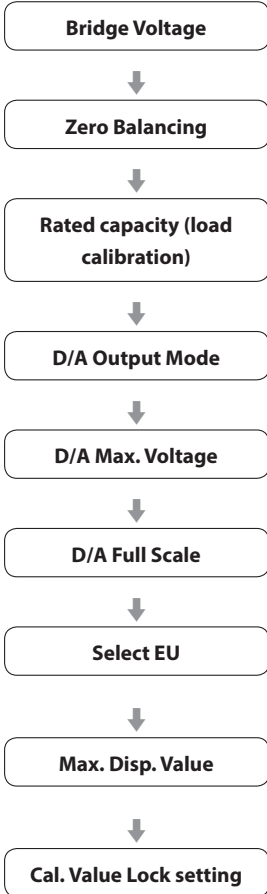 Bridge Voltage
Zero Balancing
Rated capacity (load
calibration)
D/A Output Mode
D/A Max. Voltage
D/A Full Scale
Select EU
Max. Disp. Value
Cal. Value Lock setting